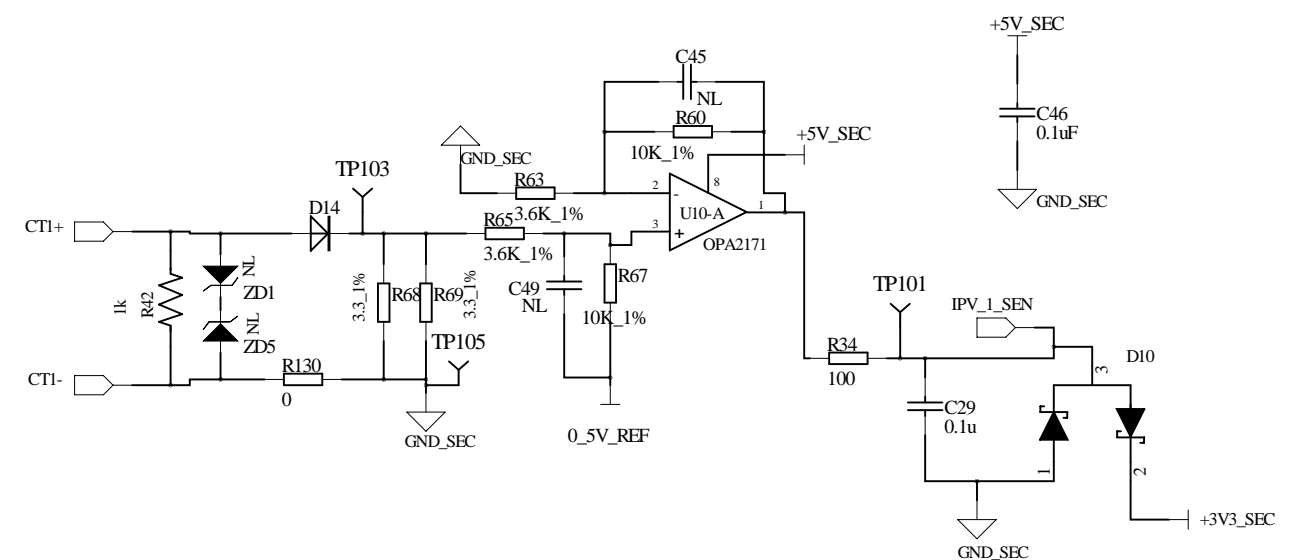 +5V_SEC
C46
0.1uF
GND_SEC
C45
NL
R60
10K_1%
+5V_SEC
GND_SEC
R63
3.6K_1%
2
-
8
U10-A
1
3
+
OPA2171
TP103
D14
CT1+
R65
3.6K_1%
1k
R42
NL
ZD1
NL
ZD5
3.3_1%
R68
R69
3.3_1%
C49
NL
R67
10K_1%
TP105
CT1-
R130
0
GND_SEC
0_5V_REF
TP101
IPV_1_SEN
R34
100
D10
3
C29
0.1u
1
2
+3V3_SEC
GND_SEC